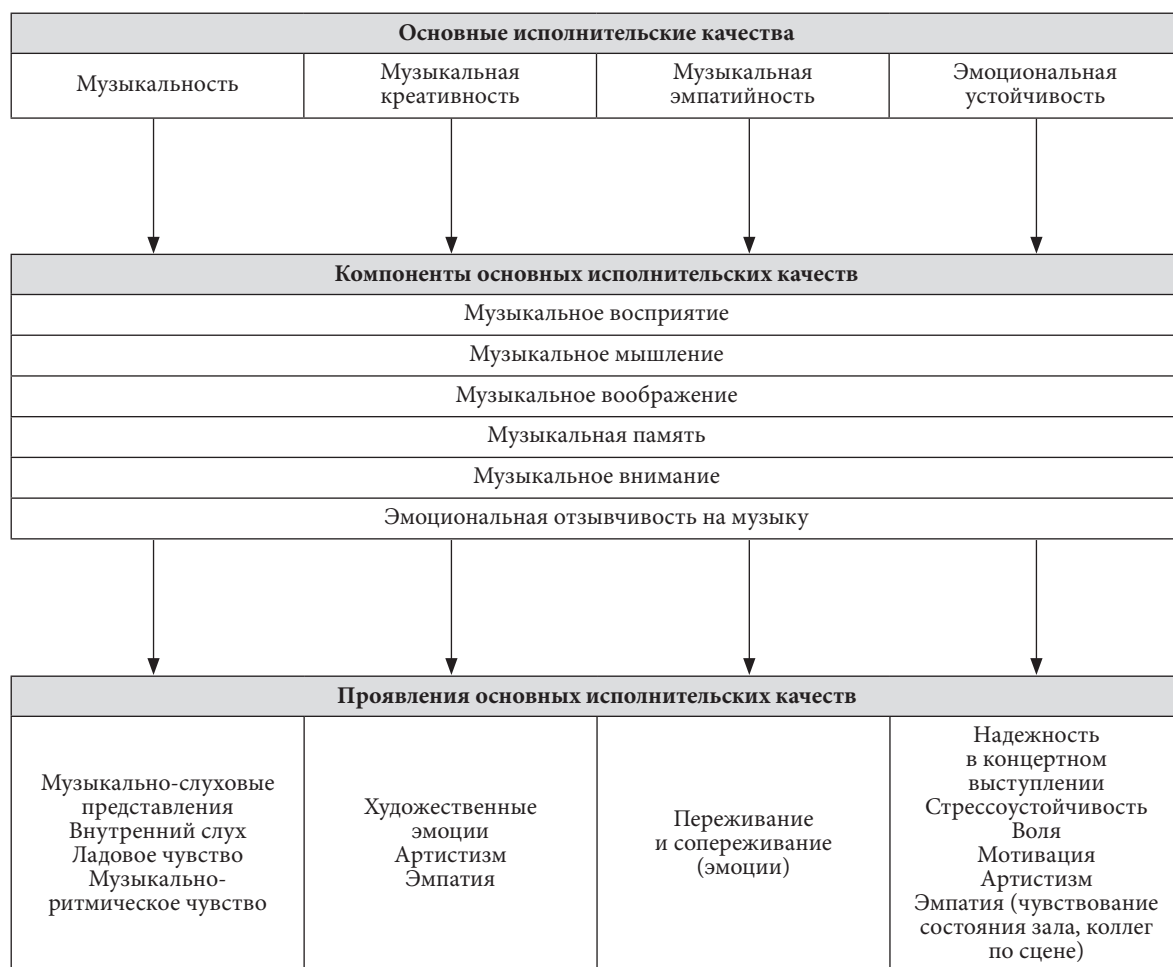 Основные исполнительские качества
Музыкальность
Музыкальная
креативность
Музыкальная
эмпатийность
Эмоциональная
устойчивость
Компоненты основных исполнительских качеств
Музыкальное восприятие
Музыкальное мышление
Музыкальное воображение
Музыкальная память
Музыкальное внимание
Эмоциональная отзывчивость на музыку
Проявления основных исполнительских качеств
Музыкально-слуховые
представления
Внутренний слух
Ладовое чувство
Музыкально-
ритмическое чувство
Художественные
эмоции
Артистизм
Эмпатия
Переживание
и сопереживание
(эмоции)
Надежность
в концертном
выступлении
Стрессоустойчивость
Воля
Мотивация
Артистизм
Эмпатия (чувствование
состояния зала, коллег
по сцене)